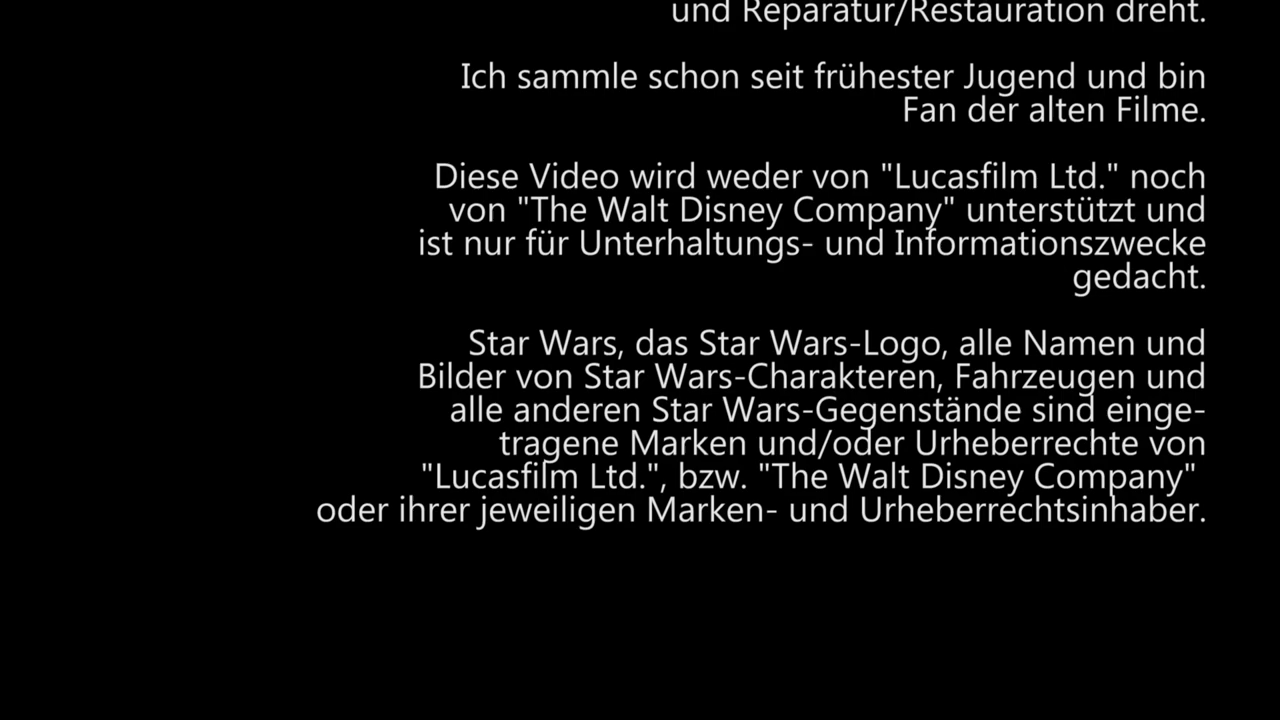 und Reparatur/Restauration dreht.
Ich sammle schon seit frühester Jugend und bin
Fan der alten Filme.
Diese Video wird weder von "Lucasfilm Ltd." noch
von "The Walt Disney Company" unterstützt und
ist nur für Unterhaltungs- und Informationszwecke
gedacht.
Star Wars, das Star Wars-Logo, alle Namen und
Bilder von Star Wars-Charakteren, Fahrzeugen und
alle anderen Star Wars-Gegenstände sind einge-
tragene Marken und/oder Urheberrechte von
"Lucasfilm Ltd.", bzw. "The Walt Disney Company"
oder ihrer jeweiligen Marken- und Urheberrechtsinhaber.